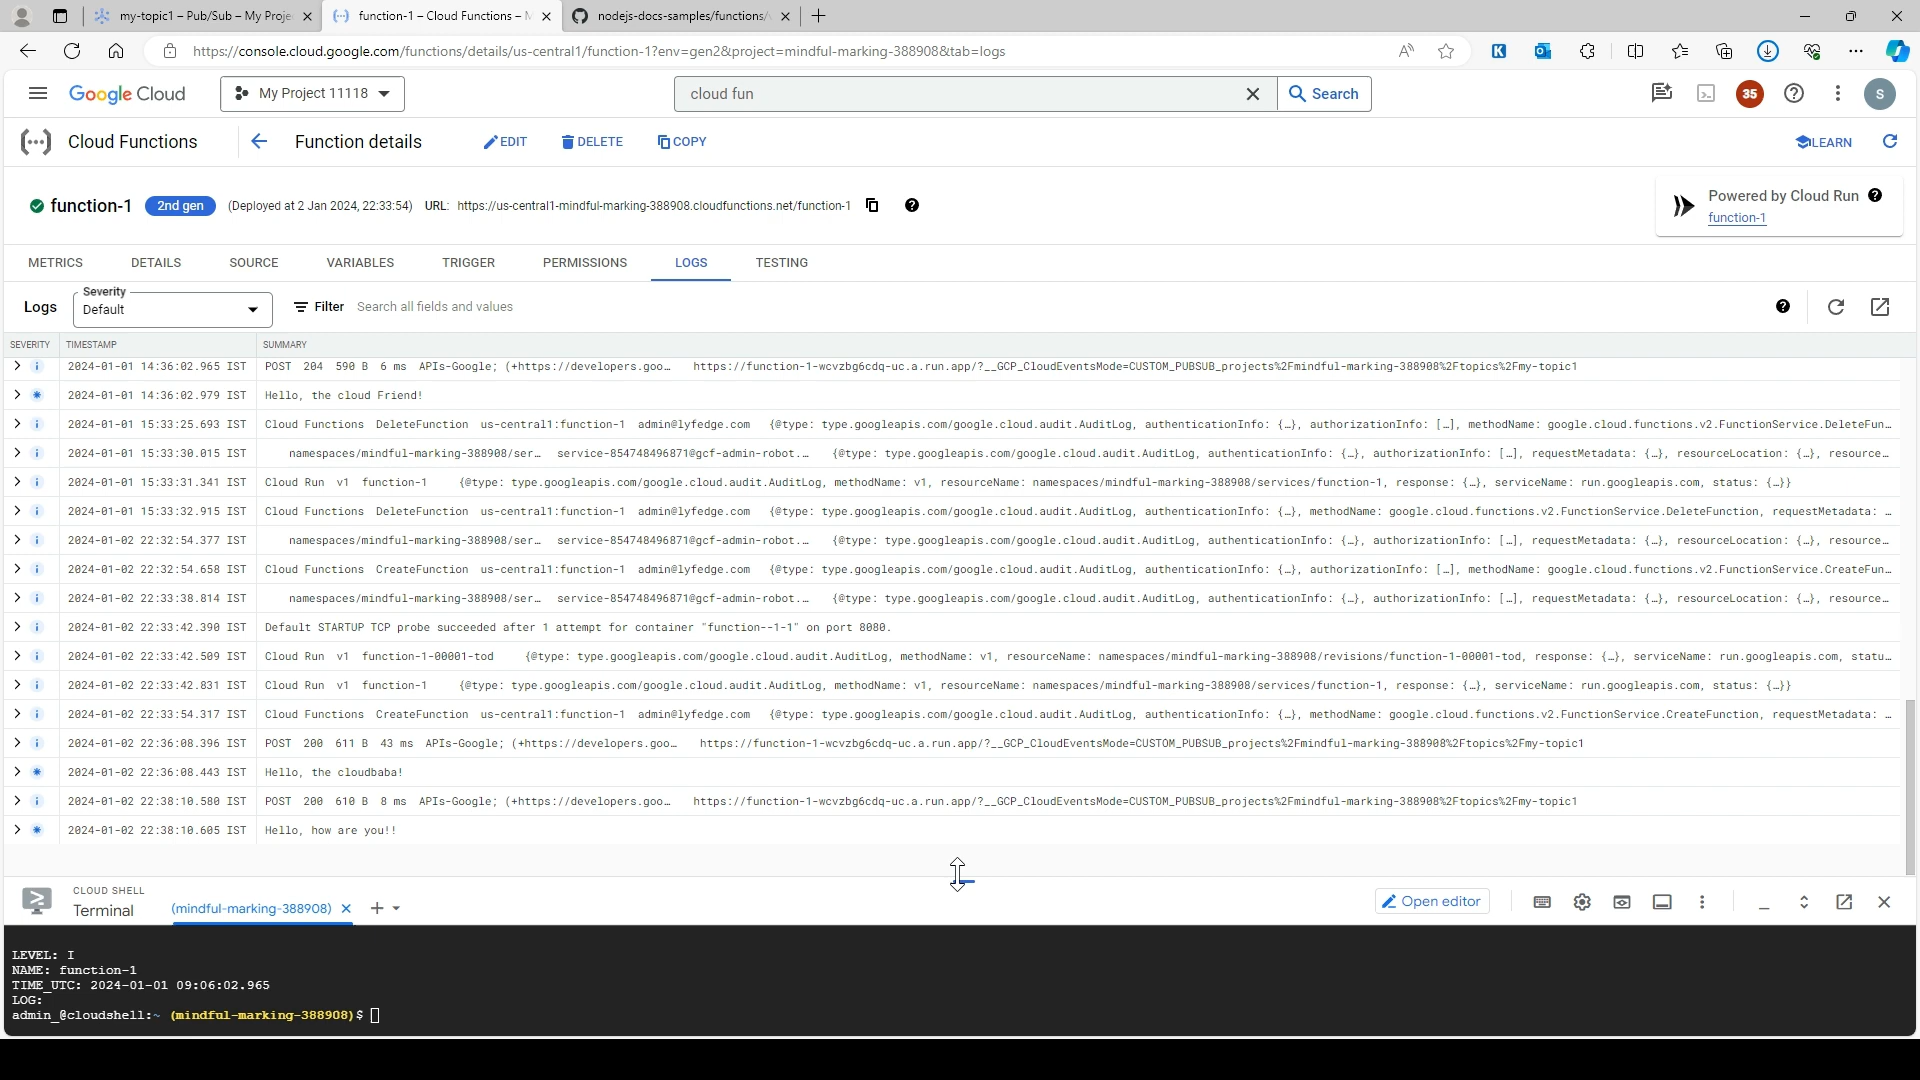 my-topic1 – Pub/Sub – My Proje
function-1 – Cloud Functions – M
nodejs-docs-samples/functions/
https://console.cloud.google.com/functions/details/us-central1/function-1?env=gen2&project=mindful-marking-388908&tab=logs
Google Cloud
My Project 11118
cloud fun
Search
35
S
Cloud Functions
Function details
EDIT
DELETE
COPY
LEARN
function-1
2nd gen
(Deployed at 2 Jan 2024, 22:33:54)
URL: https://us-central1-mindful-marking-388908.cloudfunctions.net/function-1
Powered by Cloud Run
function-1
METRICS
DETAILS
SOURCE
VARIABLES
TRIGGER
PERMISSIONS
LOGS
TESTING
Logs
Severity
Default
Filter
Search all fields and values
SEVERITY TIMESTAMP SUMMARY
2024-01-01 14:36:02.965 IST POST 204 590 B 6 ms APIs-Google; (+https://developers.goo… https://function-1-wcvzbg6cdq-uc.a.run.app/?__GCP_CloudEventsMode=CUSTOM_PUBSUB_projects%2Fmindful-marking-388908%2Ftopics%2Fmy-topic1
2024-01-01 14:36:02.979 IST Hello, the cloud Friend!
2024-01-01 15:33:25.693 IST Cloud Functions DeleteFunction us-central1:function-1 admin@lyfedge.com {@type: type.googleapis.com/google.cloud.audit.AuditLog, authenticationInfo: {…}, authorizationInfo: […], methodName: google.cloud.functions.v2.FunctionService.DeleteFun…
2024-01-01 15:33:30.015 IST namespaces/mindful-marking-388908/ser… service-854748496871@gcf-admin-robot.… {@type: type.googleapis.com/google.cloud.audit.AuditLog, authenticationInfo: {…}, authorizationInfo: […], requestMetadata: {…}, resourceLocation: {…}, resource…
2024-01-01 15:33:31.341 IST Cloud Run v1 function-1 {@type: type.googleapis.com/google.cloud.audit.AuditLog, methodName: v1, resourceName: namespaces/mindful-marking-388908/services/function-1, response: {…}, serviceName: run.googleapis.com, status: {…}}
2024-01-01 15:33:32.915 IST Cloud Functions DeleteFunction us-central1:function-1 admin@lyfedge.com {@type: type.googleapis.com/google.cloud.audit.AuditLog, authenticationInfo: {…}, methodName: google.cloud.functions.v2.FunctionService.DeleteFunction, requestMetadata: …
2024-01-02 22:32:54.377 IST namespaces/mindful-marking-388908/ser… service-854748496871@gcf-admin-robot.… {@type: type.googleapis.com/google.cloud.audit.AuditLog, authenticationInfo: {…}, authorizationInfo: […], requestMetadata: {…}, resourceLocation: {…}, resource…
2024-01-02 22:32:54.658 IST Cloud Functions CreateFunction us-central1:function-1 admin@lyfedge.com {@type: type.googleapis.com/google.cloud.audit.AuditLog, authenticationInfo: {…}, authorizationInfo: […], methodName: google.cloud.functions.v2.FunctionService.CreateFun…
2024-01-02 22:33:38.814 IST namespaces/mindful-marking-388908/ser… service-854748496871@gcf-admin-robot.… {@type: type.googleapis.com/google.cloud.audit.AuditLog, authenticationInfo: {…}, authorizationInfo: […], requestMetadata: {…}, resourceLocation: {…}, resource…
2024-01-02 22:33:42.390 IST Default STARTUP TCP probe succeeded after 1 attempt for container "function--1-1" on port 8080.
2024-01-02 22:33:42.509 IST Cloud Run v1 function-1-00001-tod {@type: type.googleapis.com/google.cloud.audit.AuditLog, methodName: v1, resourceName: namespaces/mindful-marking-388908/revisions/function-1-00001-tod, response: {…}, serviceName: run.googleapis.com, statu…
2024-01-02 22:33:42.831 IST Cloud Run v1 function-1 {@type: type.googleapis.com/google.cloud.audit.AuditLog, methodName: v1, resourceName: namespaces/mindful-marking-388908/services/function-1, response: {…}, serviceName: run.googleapis.com, status: {…}}
2024-01-02 22:33:54.317 IST Cloud Functions CreateFunction us-central1:function-1 admin@lyfedge.com {@type: type.googleapis.com/google.cloud.audit.AuditLog, authenticationInfo: {…}, methodName: google.cloud.functions.v2.FunctionService.CreateFunction, requestMetadata: …
2024-01-02 22:36:08.396 IST POST 200 611 B 43 ms APIs-Google; (+https://developers.goo… https://function-1-wcvzbg6cdq-uc.a.run.app/?__GCP_CloudEventsMode=CUSTOM_PUBSUB_projects%2Fmindful-marking-388908%2Ftopics%2Fmy-topic1
2024-01-02 22:36:08.443 IST Hello, the cloudbaba!
2024-01-02 22:38:10.580 IST POST 200 610 B 8 ms APIs-Google; (+https://developers.goo… https://function-1-wcvzbg6cdq-uc.a.run.app/?__GCP_CloudEventsMode=CUSTOM_PUBSUB_projects%2Fmindful-marking-388908%2Ftopics%2Fmy-topic1
2024-01-02 22:38:10.605 IST Hello, how are you!!
CLOUD SHELL
Terminal
(mindful-marking-388908)
Open editor
LEVEL: I
NAME: function-1
TIME_UTC: 2024-01-01 09:06:02.965
LOG:
admin_@cloudshell:~ (mindful-marking-388908)$